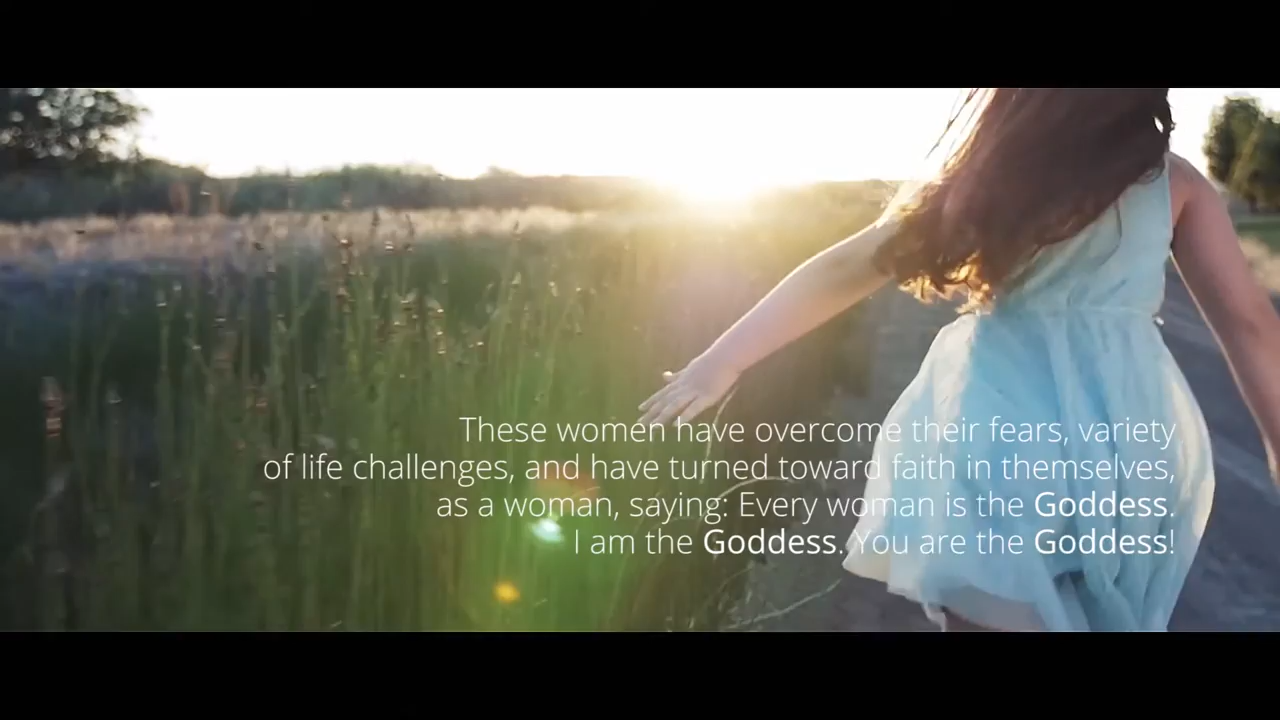 These women have overcome their fears, variety
of life challenges, and have turned toward faith in themselves,
as a woman, saying: Every woman is the Goddess.
I am the Goddess. You are the Goddess!